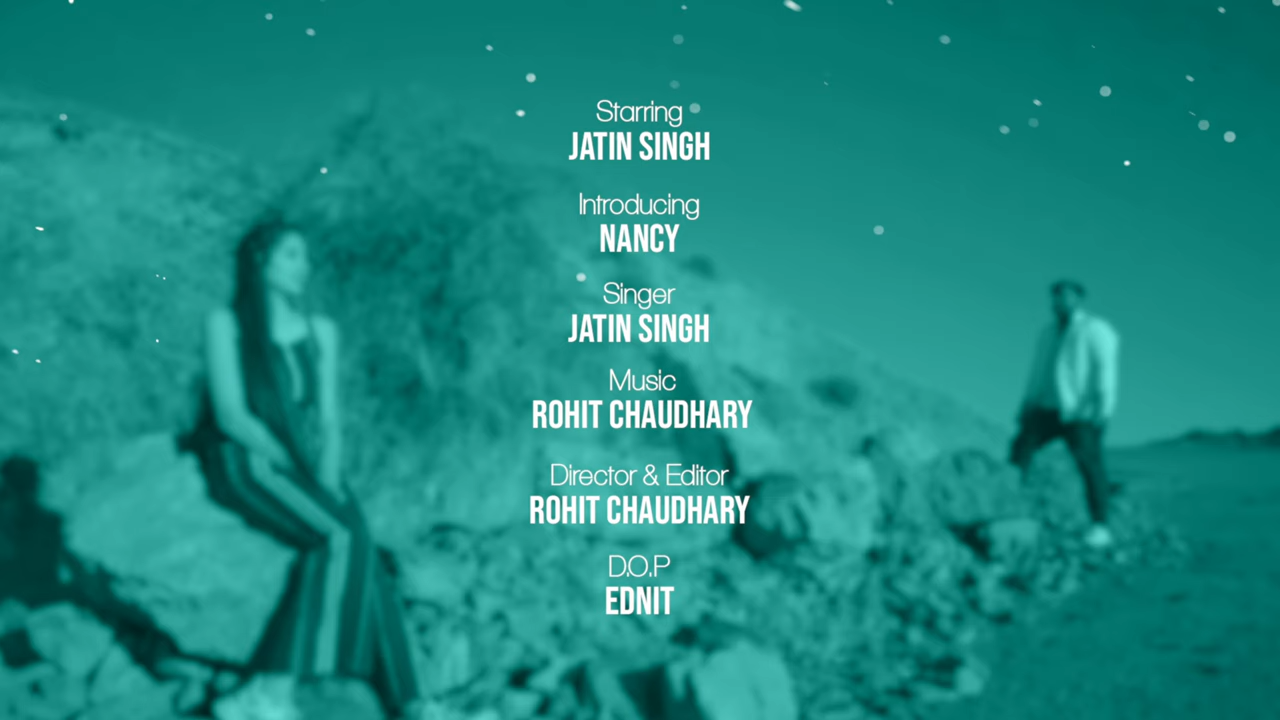 Starring
JATIN SINGH
Introducing
NANCY
Singer
JATIN SINGH
Music
ROHIT CHAUDHARY
Director & Editor
ROHIT CHAUDHARY
D.O.P
EDNIT